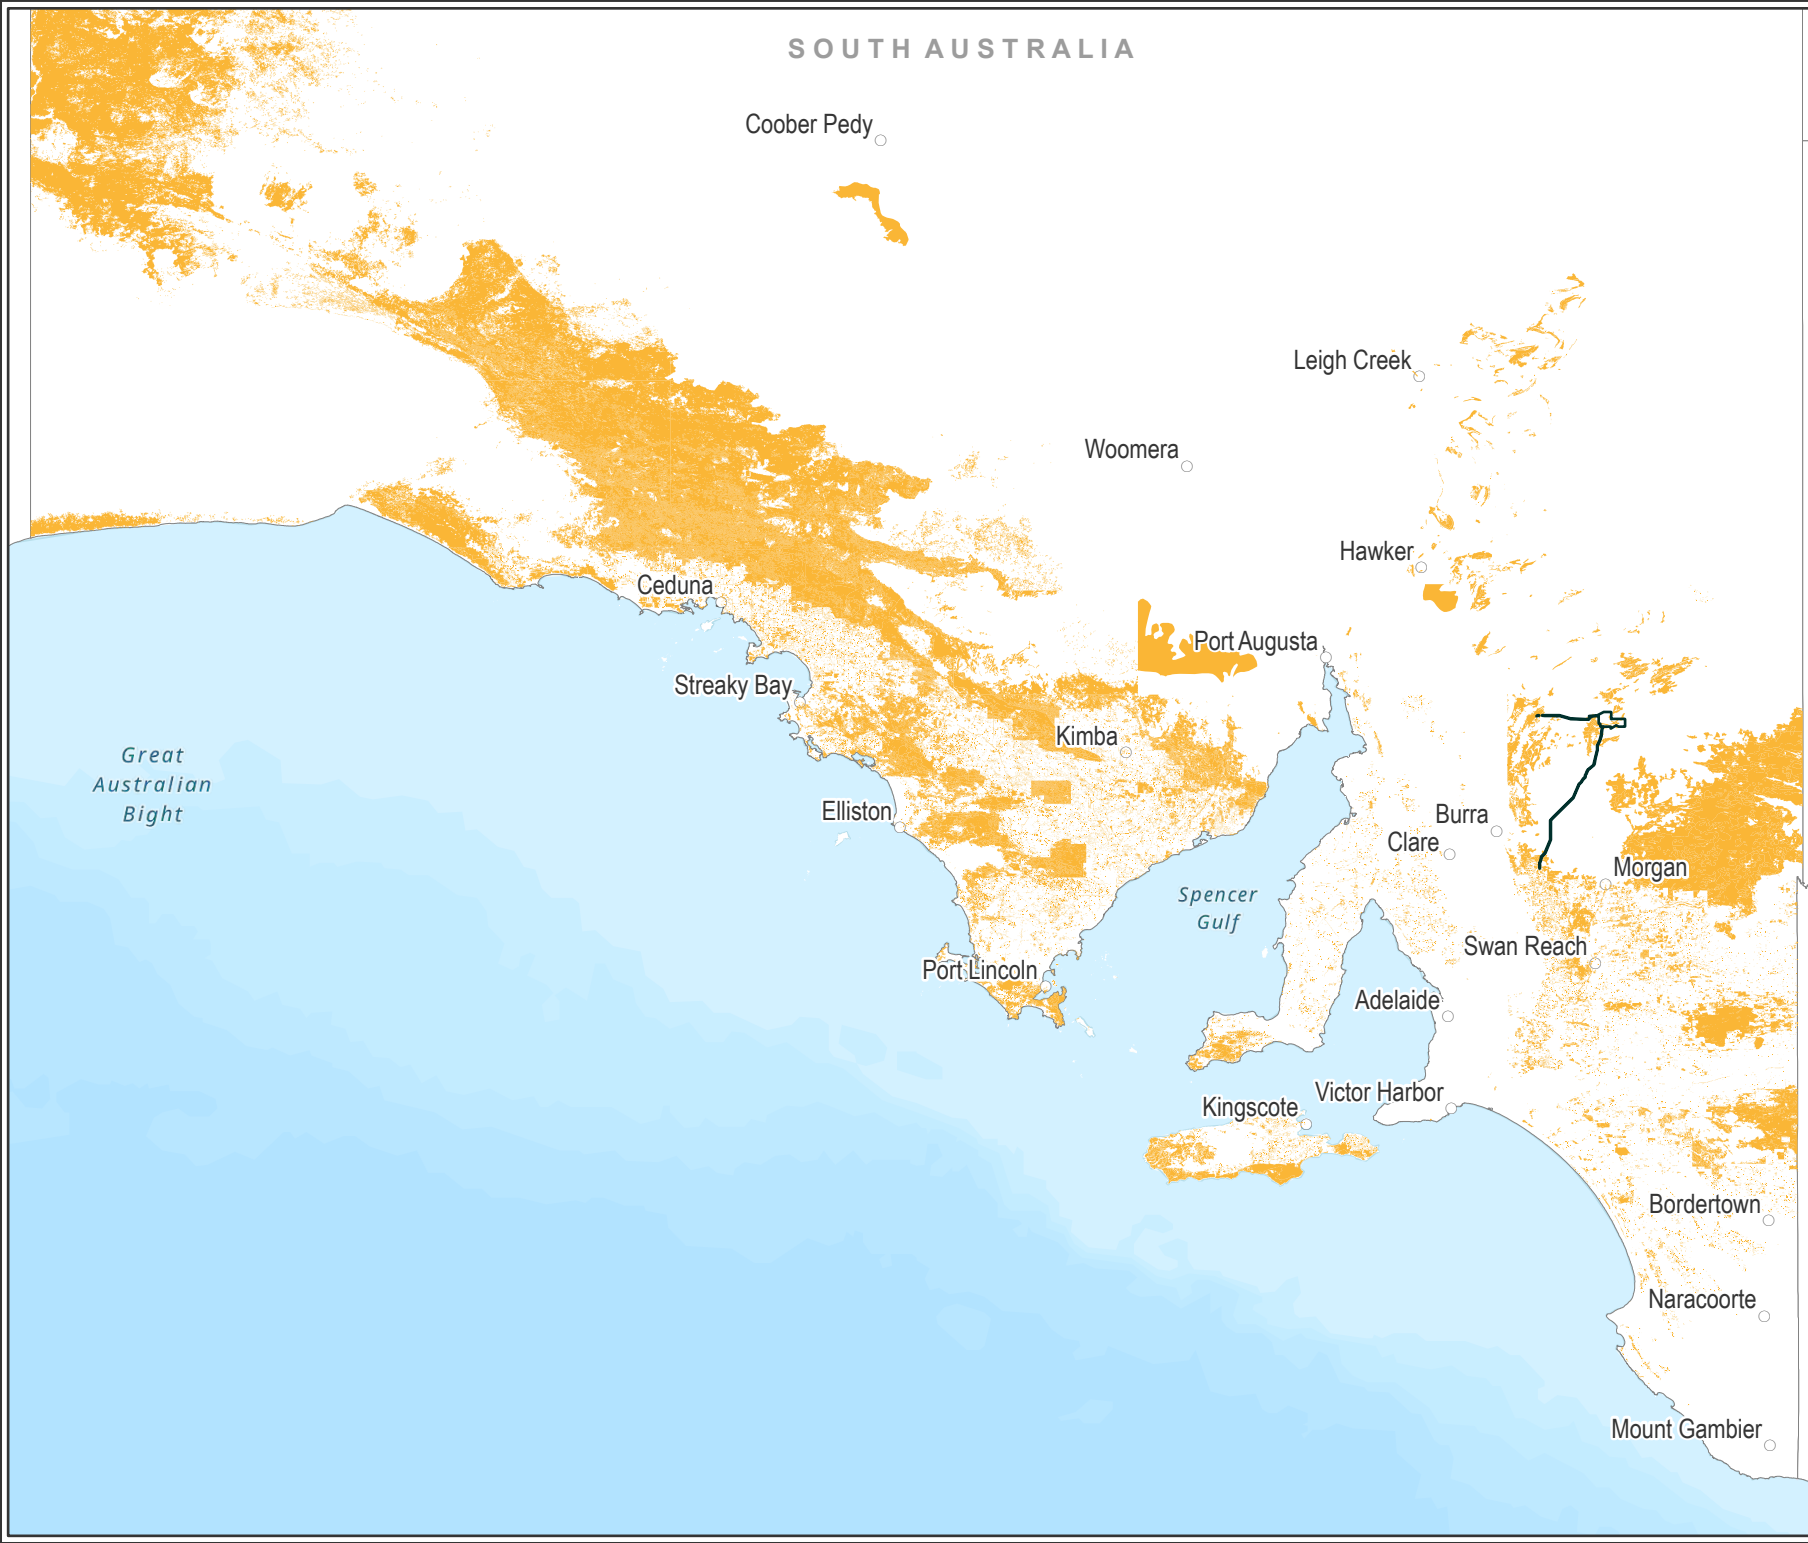 SOUTH AUSTRALIA
Coober Pedy
Leigh Creek
Woomera
Hawker
Ceduna
Port Augusta
Streaky Bay
Kimba
Great
Australian
Bight
Elliston
Burra
Clare
Morgan
Spencer
Gulf
Swan Reach
Port Lincoln
Adelaide
Victor Harbor
Kingscote
Bordertown
Naracoorte
Mount Gambier